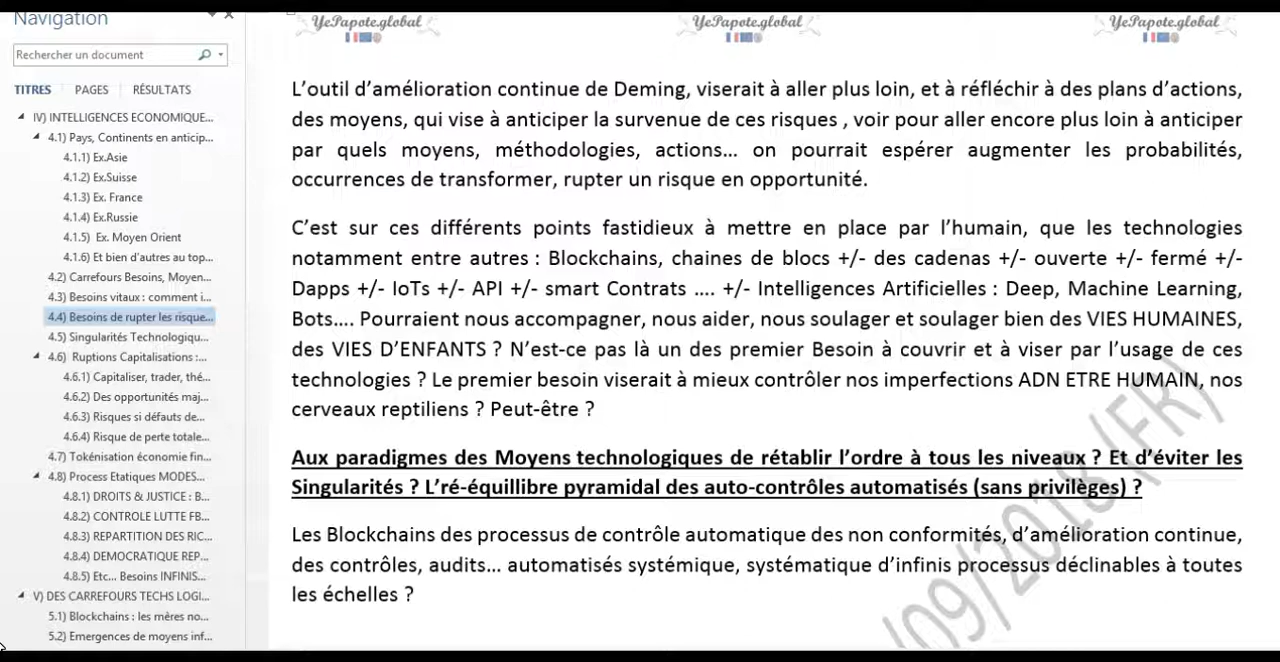 Navigation
Rechercher un document
TITRES PAGES RÉSULTATS
IV) INTELLIGENCES ECONOMIQUE...
4.1) Pays, Continents en anticip...
4.1.1) Ex.Asie
4.1.2) Ex.Suisse
4.1.3) Ex. France
4.1.4) Ex.Russie
4.1.5) Ex. Moyen Orient
4.1.6) Et bien d'autres au top...
4.2) Carrefours Besoins, Moyen...
4.3) Besoins vitaux : comment i...
4.4) Besoins de rupter les risque...
4.5) Singularités Technologiqu...
4.6) Ruptions Capitalisations :...
4.6.1) Capitaliser, trader, thé...
4.6.2) Des opportunités maj...
4.6.3) Risques si défauts de...
4.6.4) Risque de perte totale...
4.7) Tokénisation économie fin...
4.8) Process Etatiques MODES...
4.8.1) DROITS & JUSTICE : B...
4.8.2) CONTROLE LUTTE FB...
4.8.3) REPARTITION DES RIC...
4.8.4) DEMOCRATIQUE REP...
4.8.5) Etc... Besoins INFINIS...
V) DES CARREFOURS TECHS LOGI...
5.1) Blockchains : les mères no...
5.2) Emergences de moyens inf...
YePapote.global YePapote.global YePapote.global
L'outil d'amélioration continue de Deming, viserait à aller plus loin, et à réfléchir à des plans d'actions,
des moyens, qui vise à anticiper la survenue de ces risques , voir pour aller encore plus loin à anticiper
par quels moyens, méthodologies, actions... on pourrait espérer augmenter les probabilités,
occurrences de transformer, rupter un risque en opportunité.
C'est sur ces différents points fastidieux à mettre en place par l'humain, que les technologies
notamment entre autres : Blockchains, chaines de blocs +/- des cadenas +/- ouverte +/- fermé +/-
Dapps +/- IoTs +/- API +/- smart Contrats .... +/- Intelligences Artificielles : Deep, Machine Learning,
Bots.... Pourraient nous accompagner, nous aider, nous soulager et soulager bien des VIES HUMAINES,
des VIES D'ENFANTS ? N'est-ce pas là un des premier Besoin à couvrir et à viser par l'usage de ces
technologies ? Le premier besoin viserait à mieux contrôler nos imperfections ADN ETRE HUMAIN, nos
cerveaux reptiliens ? Peut-être ?
Aux paradigmes des Moyens technologiques de rétablir l'ordre à tous les niveaux ? Et d'éviter les
Singularités ? L'ré-équillibre pyramidal des auto-contrôles automatisés (sans privilèges) ?
Les Blockchains des processus de contrôle automatique des non conformités, d'amélioration continue,
des contrôles, audits... automatisés systémique, systématique d'infinis processus déclinables à toutes
les échelles ?
/09/2018 (FR)